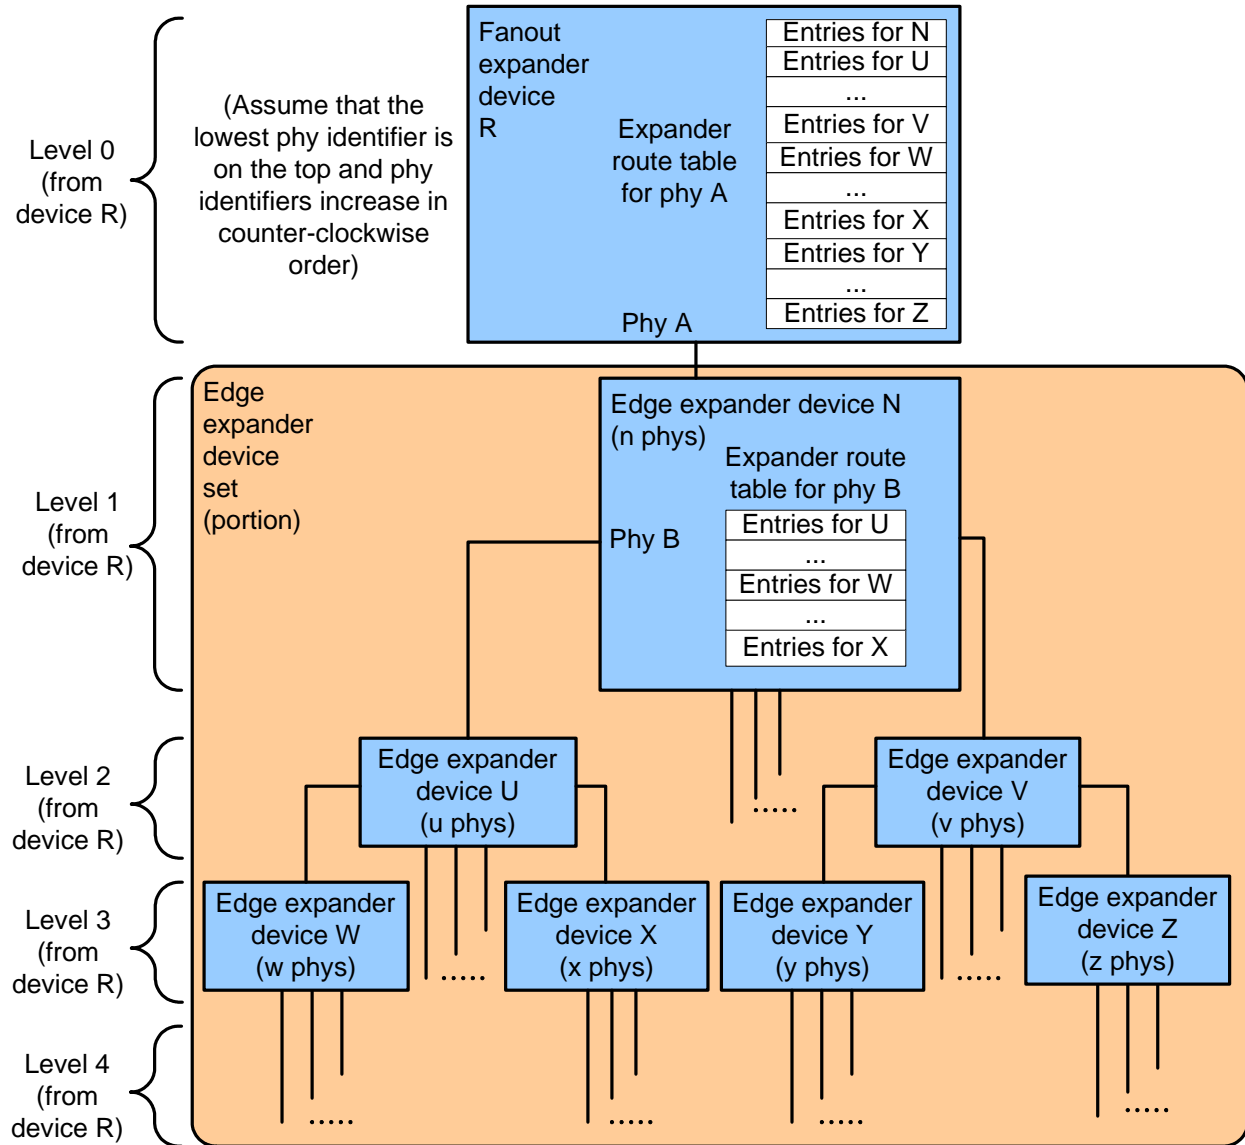 Fanout
expander
device
R
Entries for N
Entries for U
...
Entries for V
Entries for W
...
Entries for X
Entries for Y
...
Entries for Z
Expander
route table
for phy A
Phy A
Level 0
(from
device R)
(Assume that the
lowest phy identifier is
on the top and phy
identifiers increase in
counter-clockwise
order)
Level 1
(from
device R)
Edge
expander
device
set
(portion)
Edge expander device N
(n phys)
Expander route
table for phy B
Phy B
Entries for U
...
Entries for W
...
Entries for X
.....
Level 2
(from
device R)
Edge expander
device U
(u phys)
Edge expander
device V
(v phys)
Level 3
(from
device R)
Edge expander
device W
(w phys)
.....
Edge expander
device X
(x phys)
Edge expander
device Y
(y phys)
.....
Edge expander
device Z
(z phys)
Level 4
(from
device R)
.....
.....
.....
.....